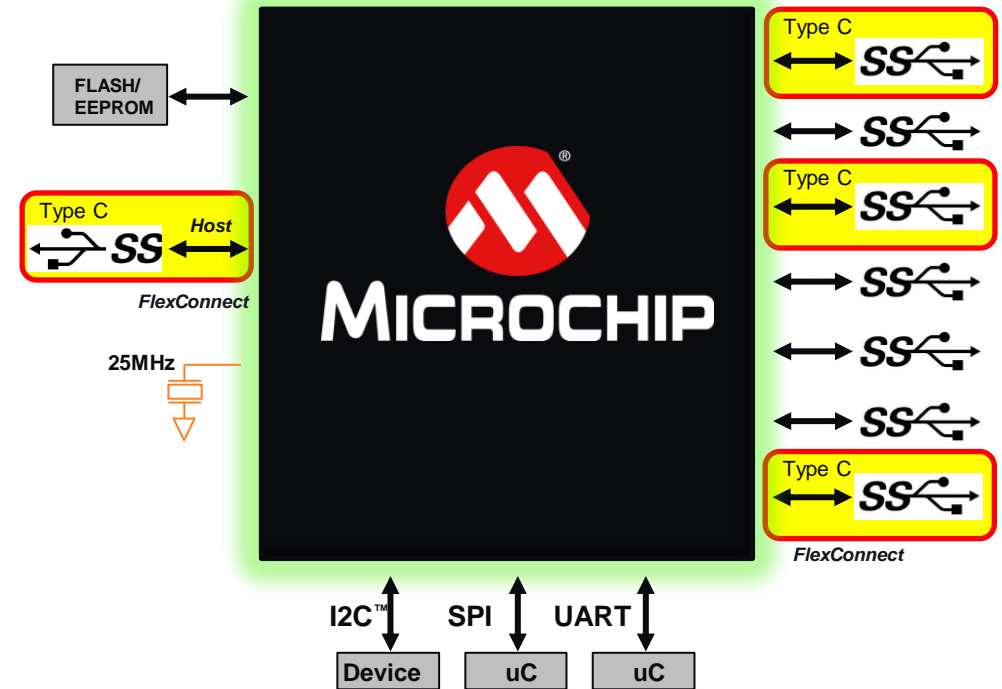 FLASH/
EEPROM
Type C
Host
SS
FlexConnect
25MHz
®
MICROCHIP
Type C
SS
SS
Type C
SS
SS
SS
SS
Type C
SS
FlexConnect
I2C™
SPI
UART
Device
uC
uC